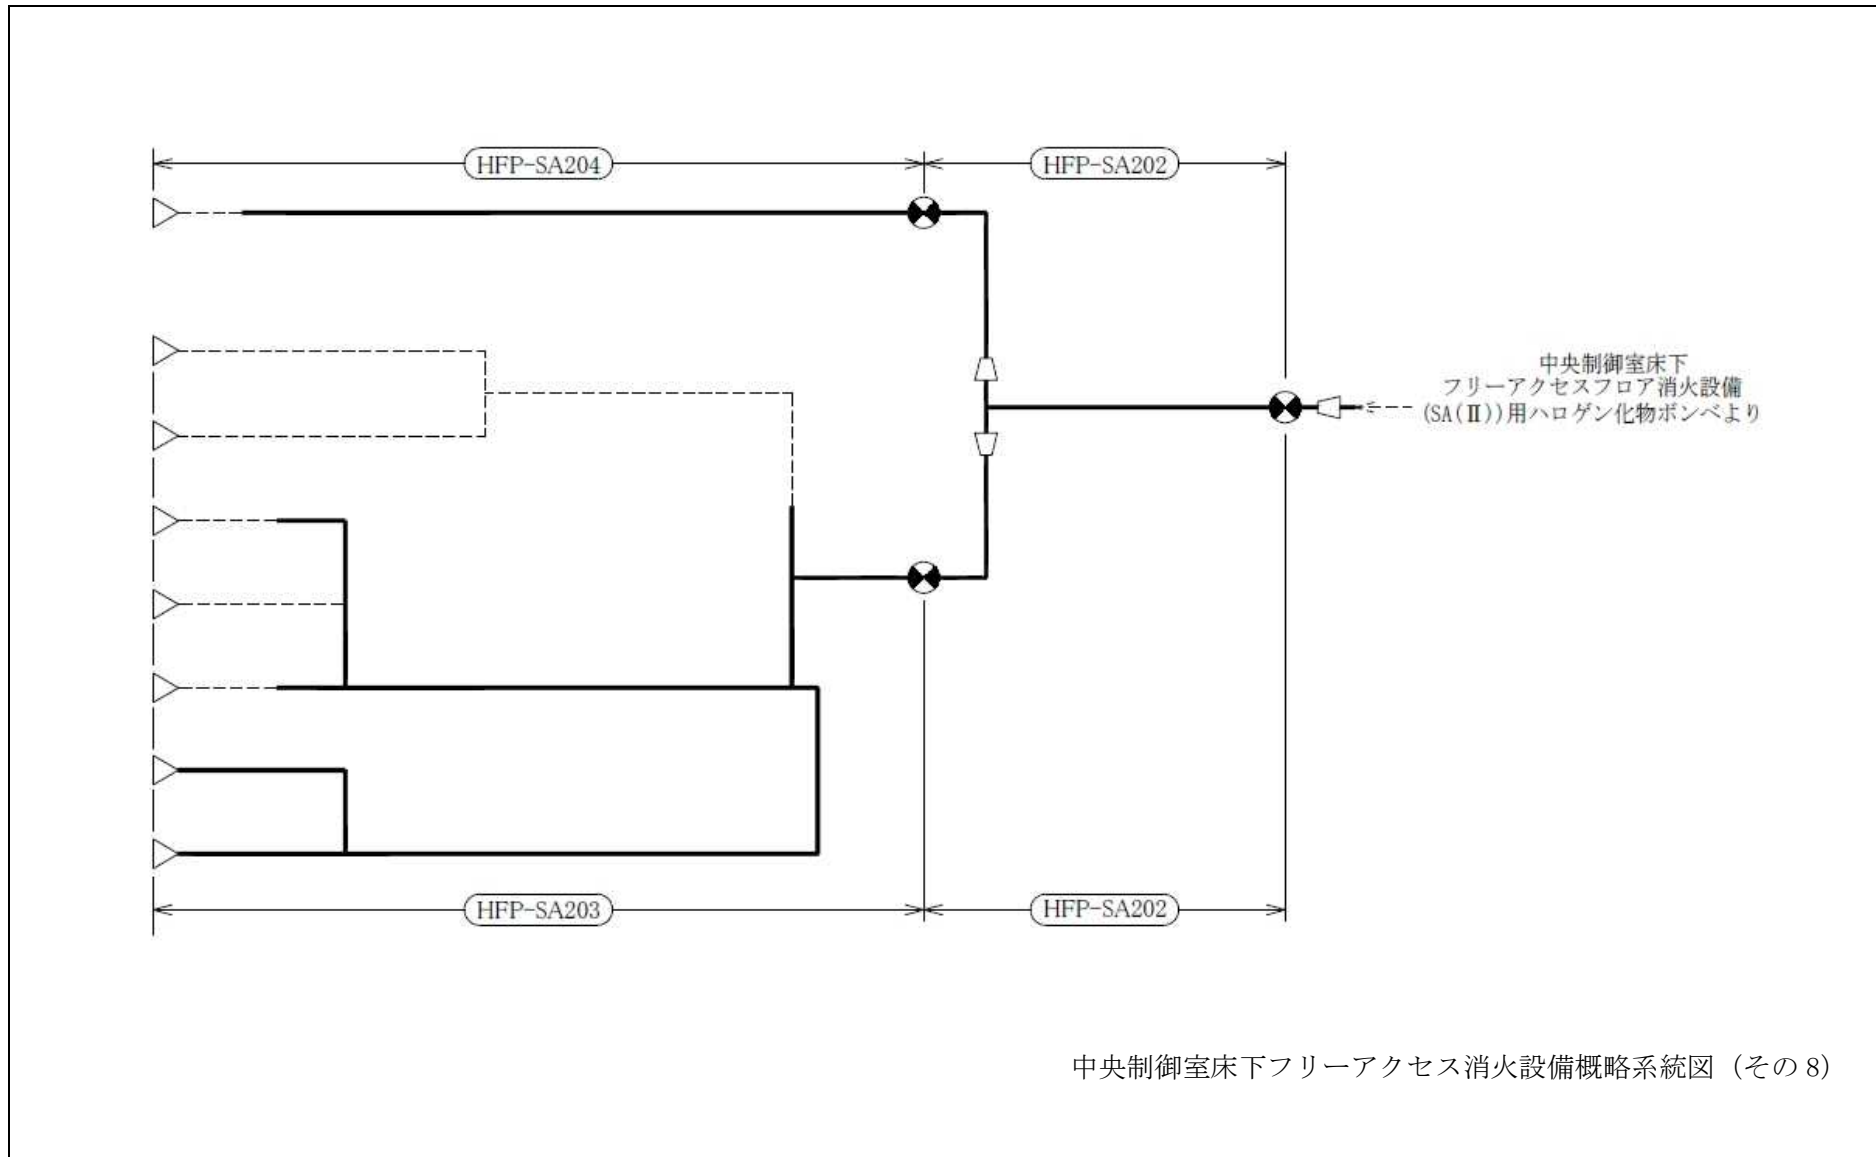 HFP-SA204
HFP-SA202
中央制御室床下
フリーアクセスフロア消火設備
(SA(Ⅱ))用ハロゲン化物ボンベより
HFP-SA203
HFP-SA202
中央制御室床下フリーアクセス消火設備概略系統図（その 8）